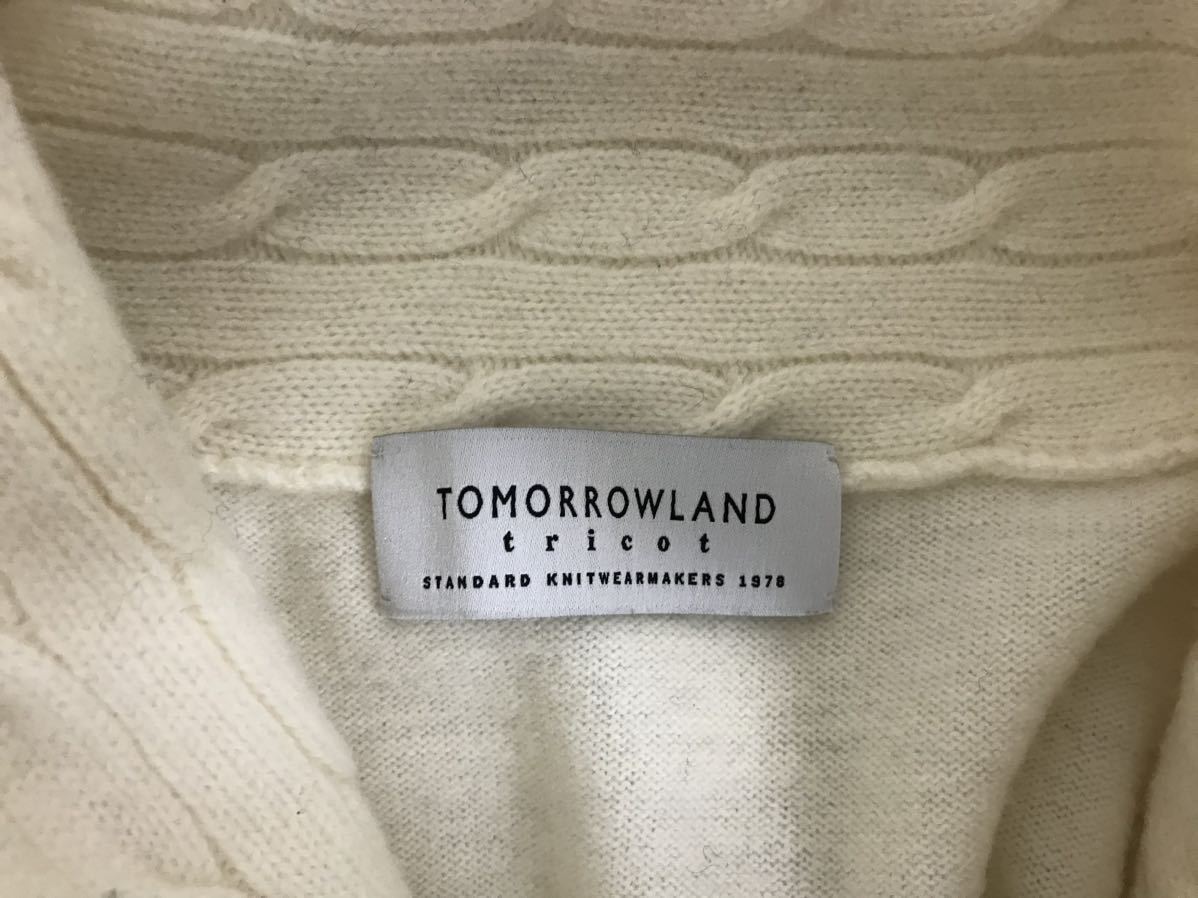 TOMORROWLAND
tricot
STANDARD KNITWEARMAKERS 1978